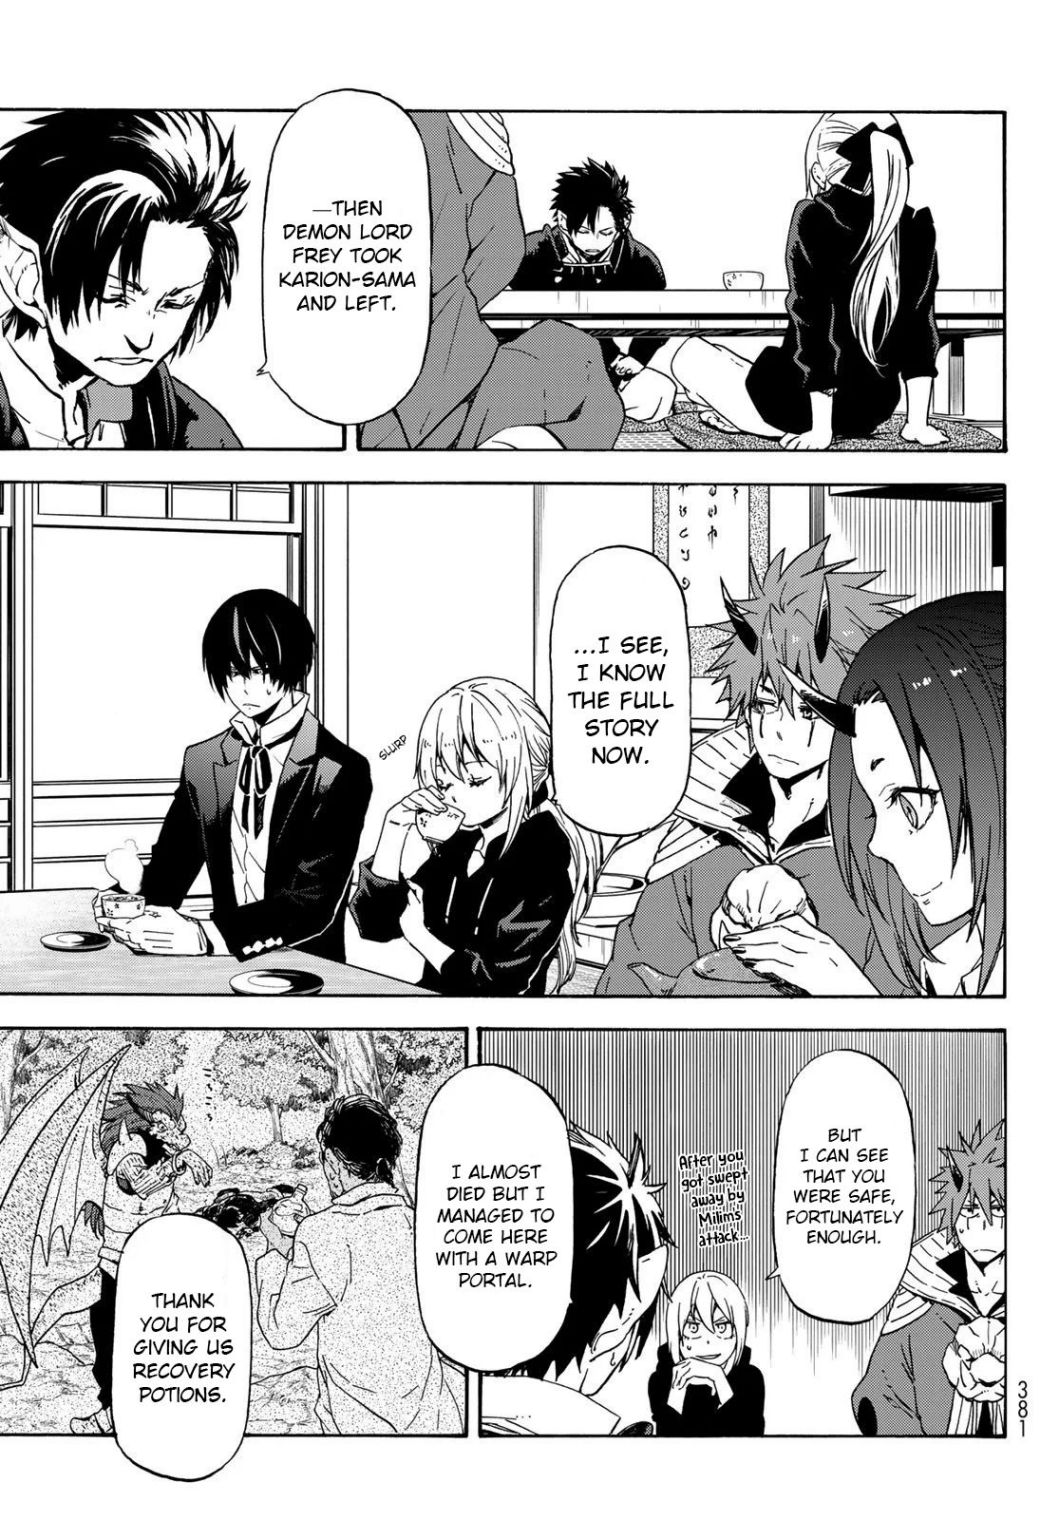 —THEN
DEMON LORD
FREY TOOK
KARION-SAMA
AND LEFT.
...I SEE,
I KNOW
THE FULL
STORY
NOW.
SLURP
BUT
I CAN SEE
THAT YOU
WERE SAFE,
FORTUNATELY
ENOUGH.
After you
got swept
away by
Milims
attack...
I ALMOST
DIED BUT I
MANAGED TO
COME HERE
WITH A WARP
PORTAL.
THANK
YOU FOR
GIVING US
RECOVERY
POTIONS.
381